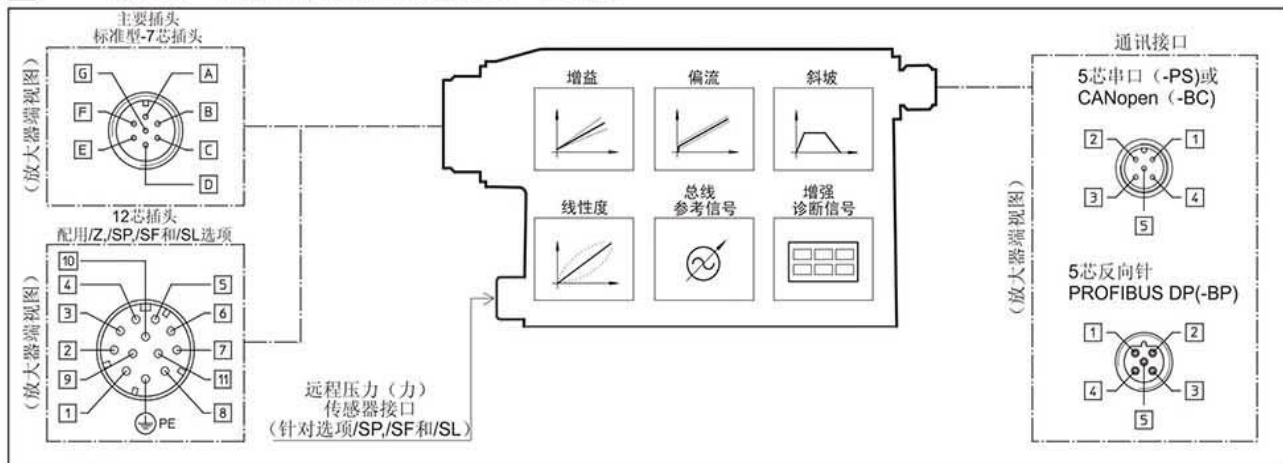 主要插头
标准型-7芯插头
(放大器端视图)
G
A
F
B
E
C
D
12芯插头
配用/Z,/SP,/SF和/SL选项
(放大器端视图)
10
4
5
3
6
2
7
9
11
1
8
PE
增益
偏流
斜坡
线性度
总线
参考信号
增强
诊断信号
远程压力（力）
传感器接口
（针对选项/SP,/SF和/SL）
通讯接口
(放大器端视图)
5芯串口（-PS)或
CANopen（-BC)
2
1
3
4
5
5芯反向针
PROFIBUS DP(-BP)
1
2
4
3
5